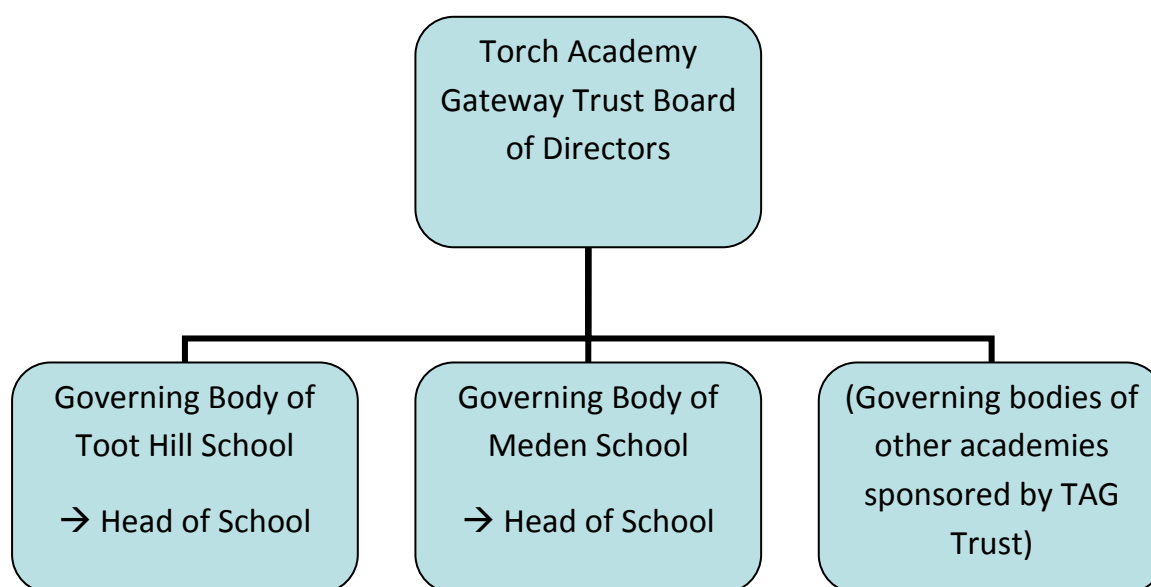 Torch Academy
Gateway Trust Board
of Directors
Governing Body of
Toot Hill School
→ Head of School
Governing Body of
Meden School
→ Head of School
(Governing bodies of
other academies
sponsored by TAG
Trust)